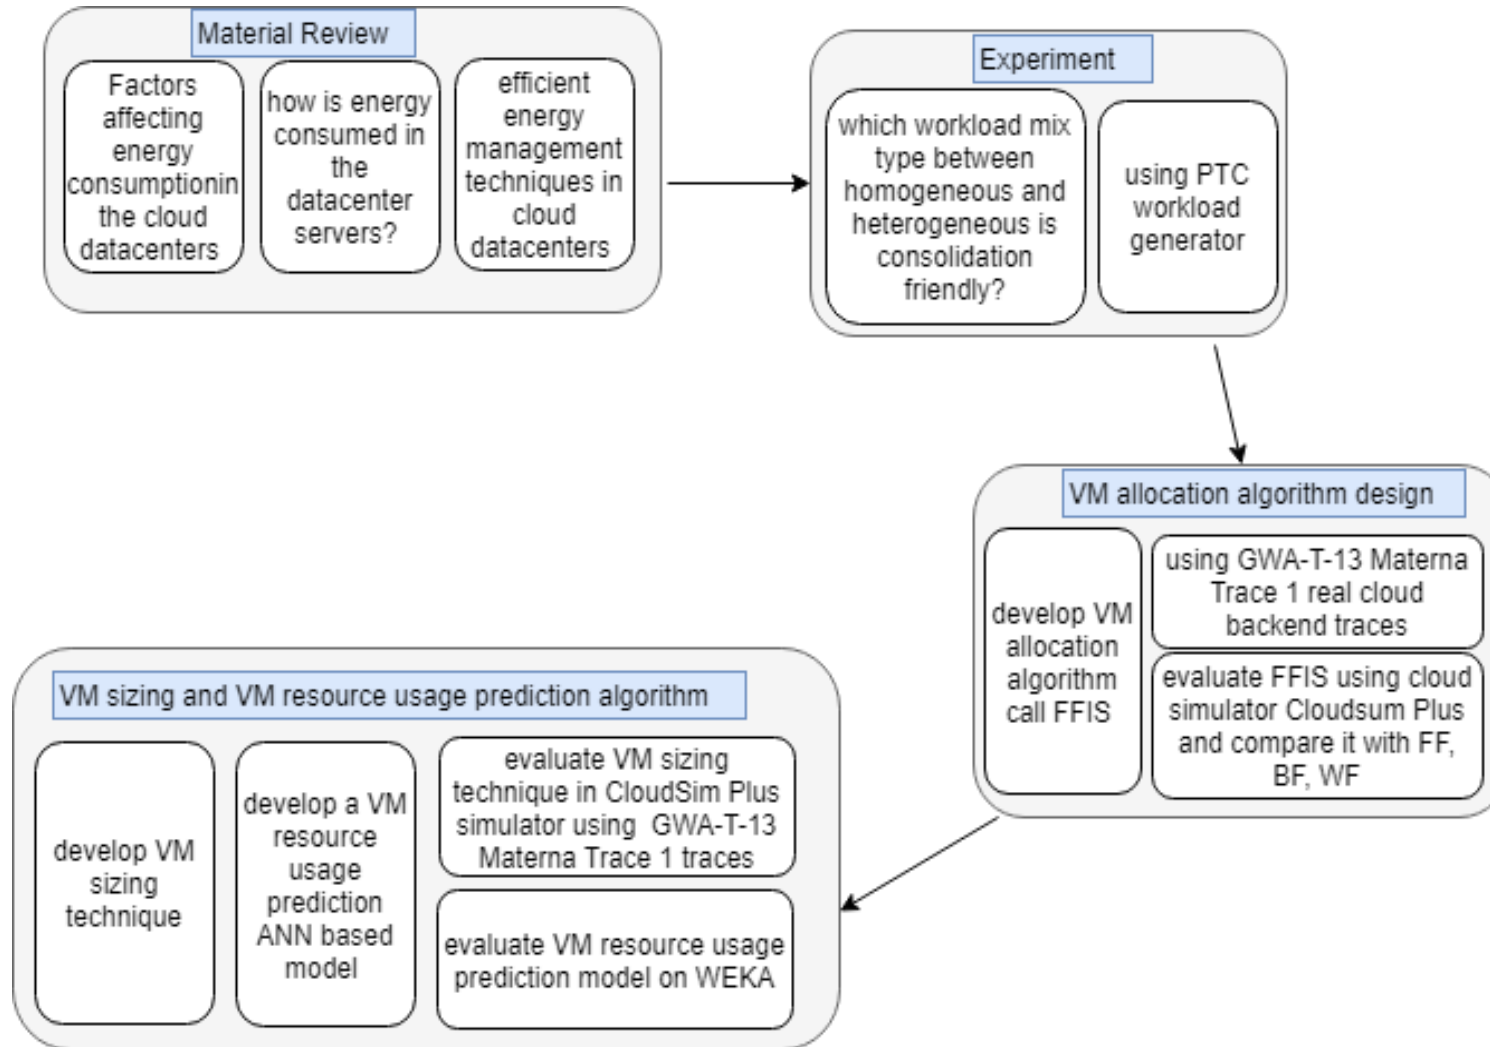 Material Review
Factors
affecting
energy
consumptionin
the cloud
datacenters
how is energy
consumed in
the
datacenter
servers?
efficient
energy
management
techniques in
cloud
datacenters
Experiment
which workload mix
type between
homogeneous and
heterogeneous is
consolidation
friendly?
using PTC
workload
generator
VM allocation algorithm design
develop VM
allocation
algorithm
call FFIS
using GWA-T-13 Materna
Trace 1 real cloud
backend traces
evaluate FFIS using cloud
simulator Cloudsum Plus
and compare it with FF,
BF, WF
VM sizing and VM resource usage prediction algorithm
develop VM
sizing
technique
develop a VM
resource
usage
prediction
ANN based
model
evaluate VM sizing
technique in CloudSim Plus
simulator using GWA-T-13
Materna Trace 1 traces
evaluate VM resource usage
prediction model on WEKA